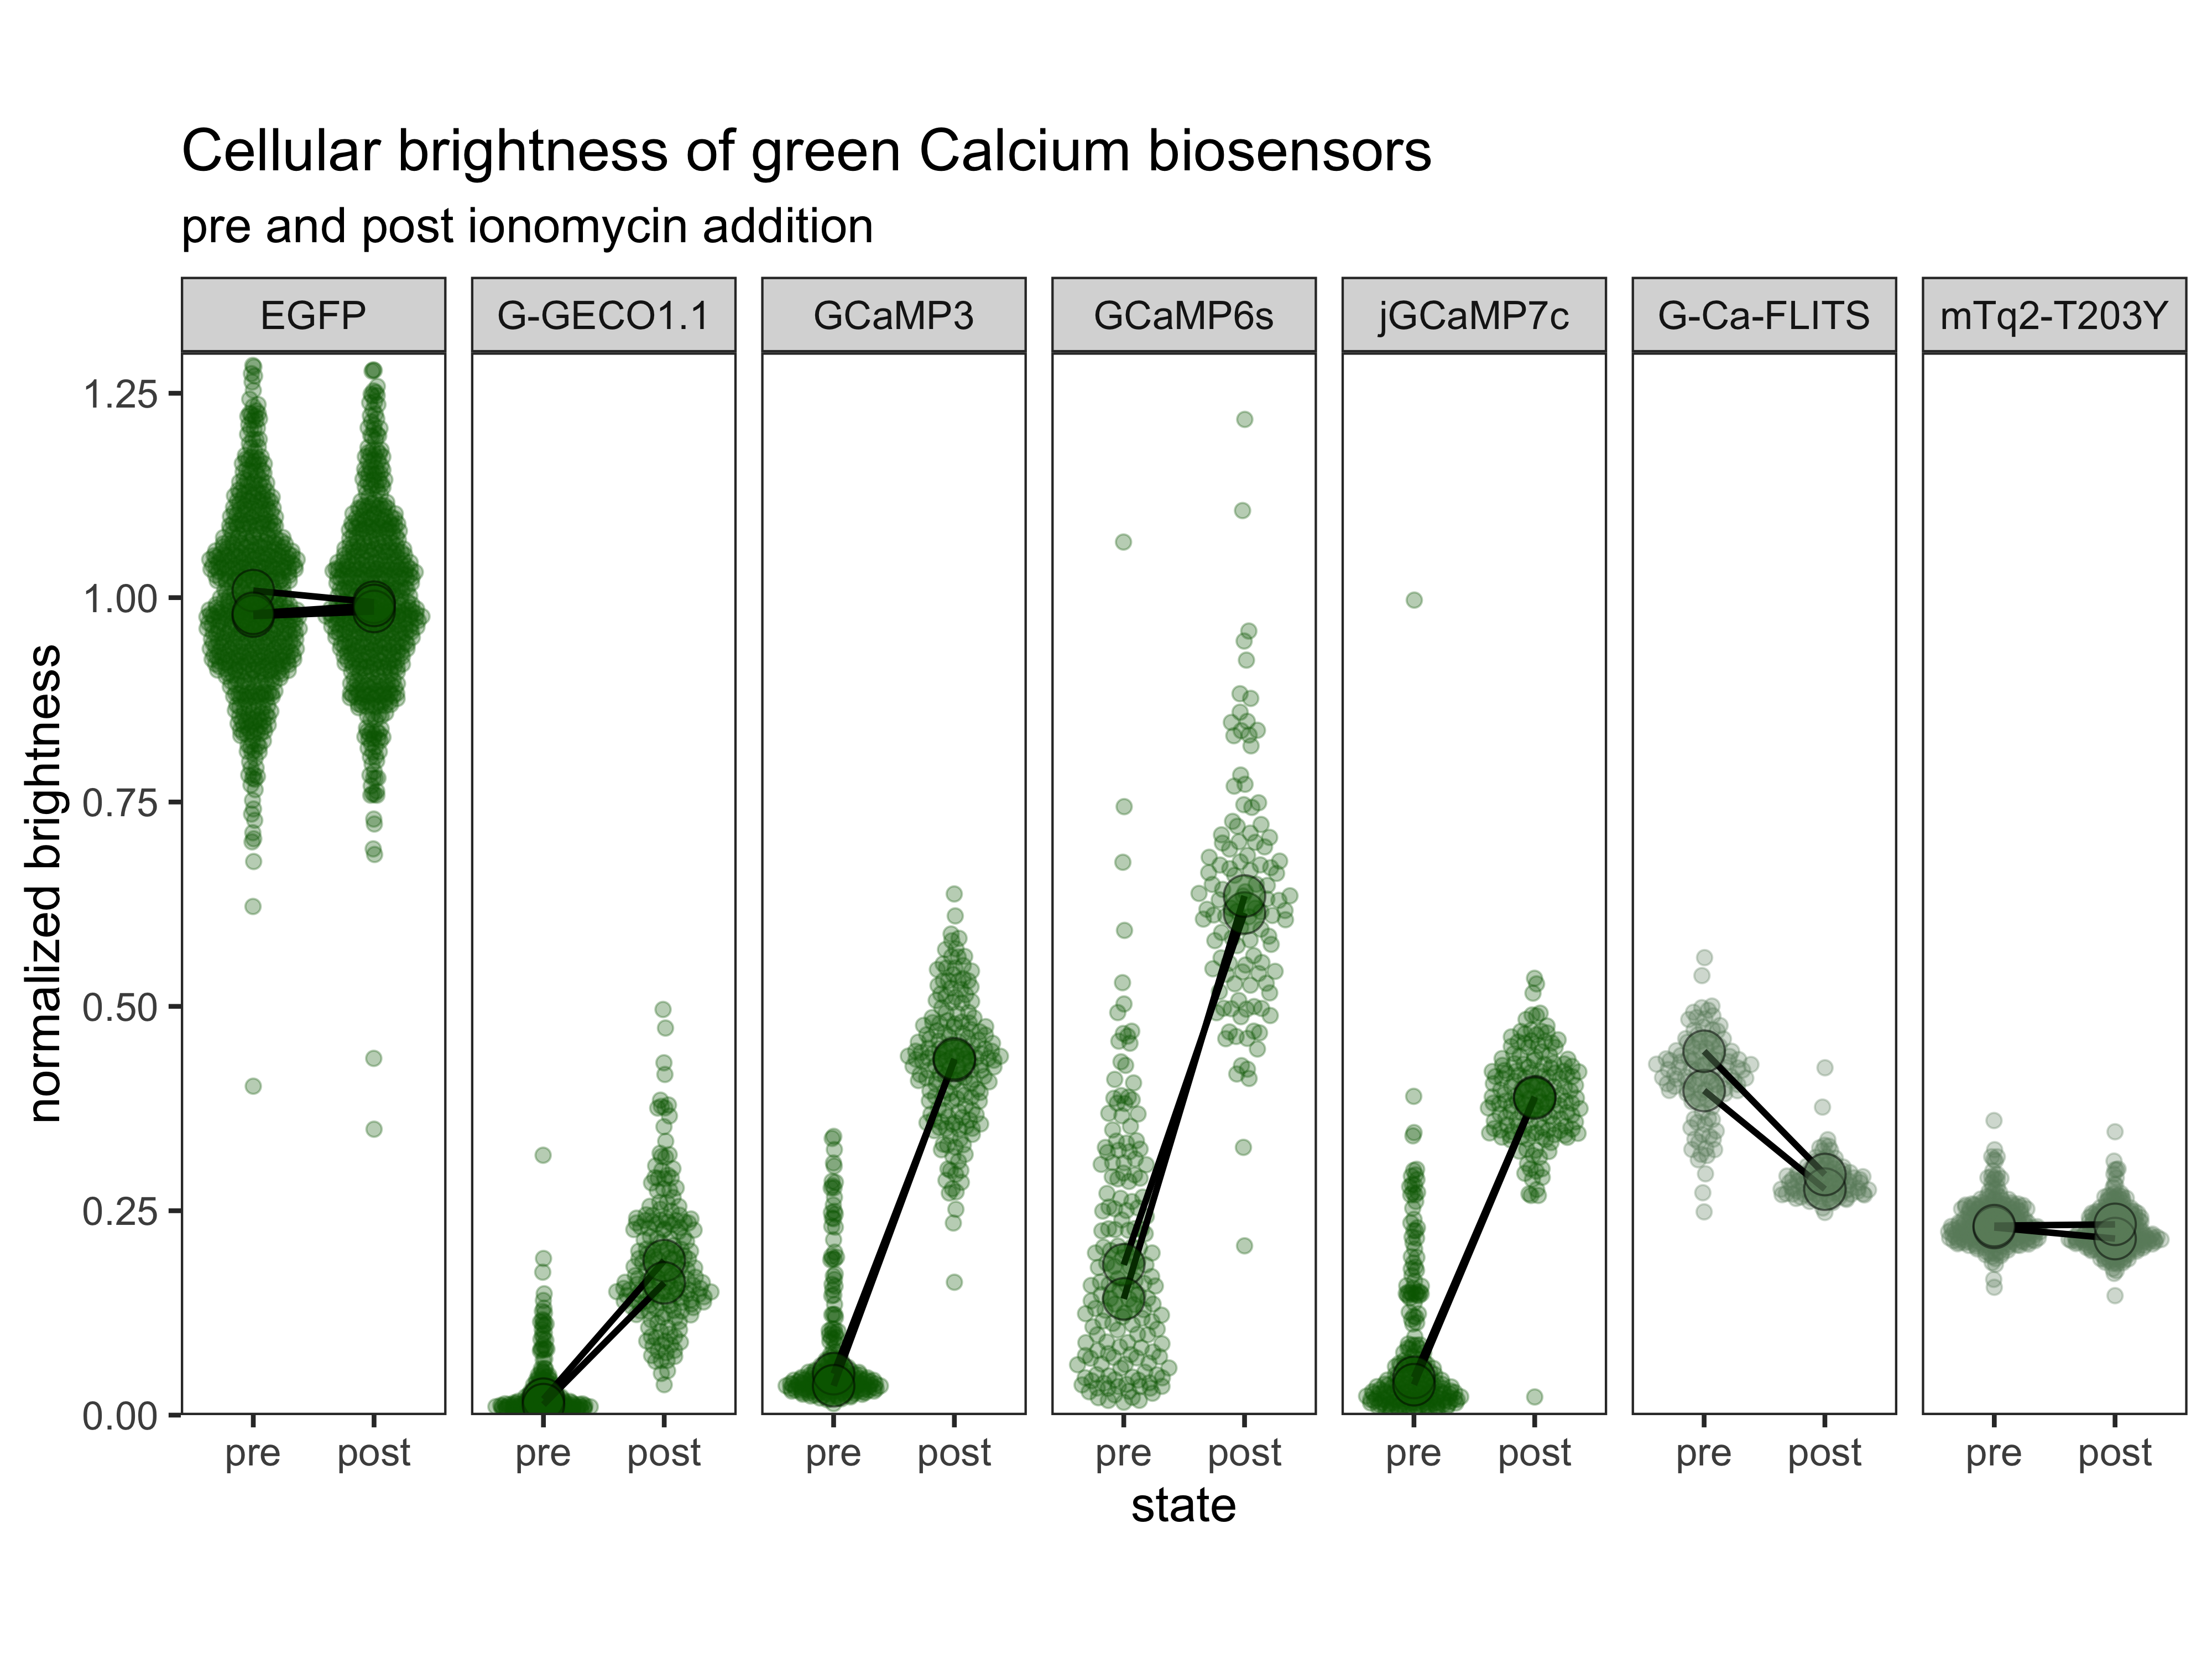 Cellular brightness of green Calcium biosensors
pre and post ionomycin addition
EGFP G-GECO1.1 GCaMP3 GCaMP6s jGCaMP7c G-Ca-FLITS mTq2-T203Y
normalized brightness
1.25
1.00
0.75
0.50
0.25
0.00
pre post pre post pre post pre post pre post pre post pre post
state